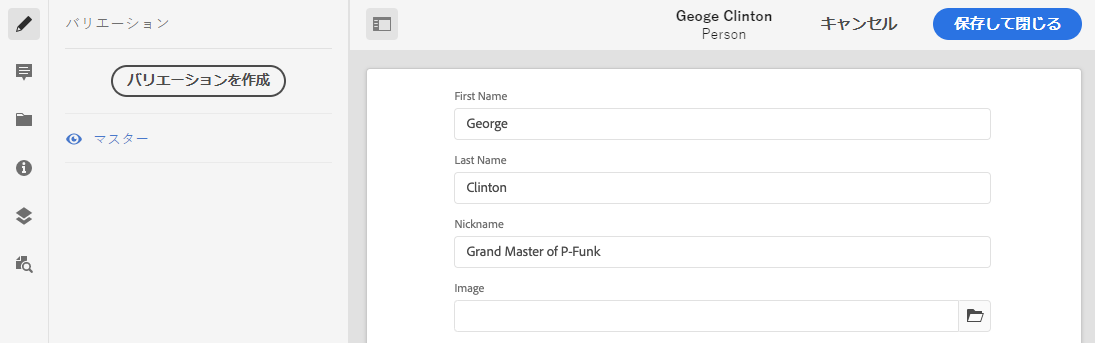 バリエーション
バリエーションを作成
マスター
Geoge Clinton
Person
キャンセル
保存して閉じる
First Name
George
Last Name
Clinton
Nickname
Grand Master of P-Funk
Image